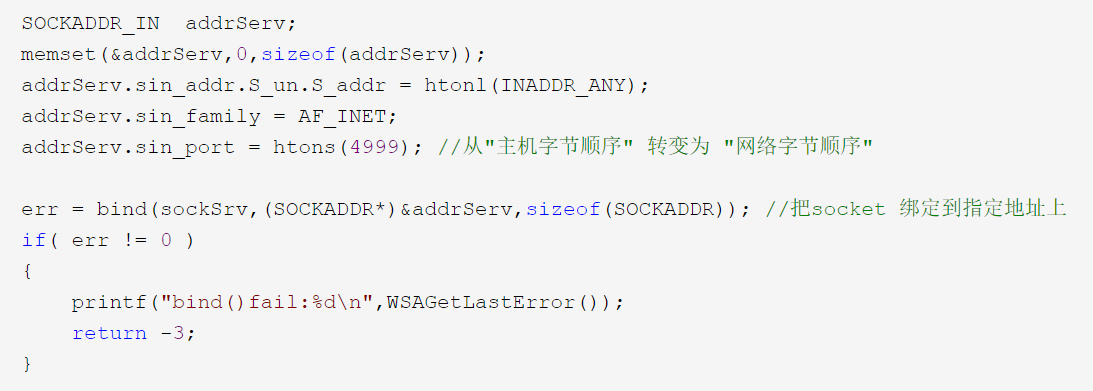 SOCKADDR_IN  addrServ;
memset(&addrServ,0,sizeof(addrServ));
addrServ.sin_addr.S_un.S_addr = htonl(INADDR_ANY);
addrServ.sin_family = AF_INET;
addrServ.sin_port = htons(4999); //从"主机字节顺序" 转变为 "网络字节顺序"

err = bind(sockSrv,(SOCKADDR*)&addrServ,sizeof(SOCKADDR)); //把socket 绑定到指定地址上
if( err != 0 )
{
    printf("bind()fail:%d\n",WSAGetLastError());
    return -3;
}